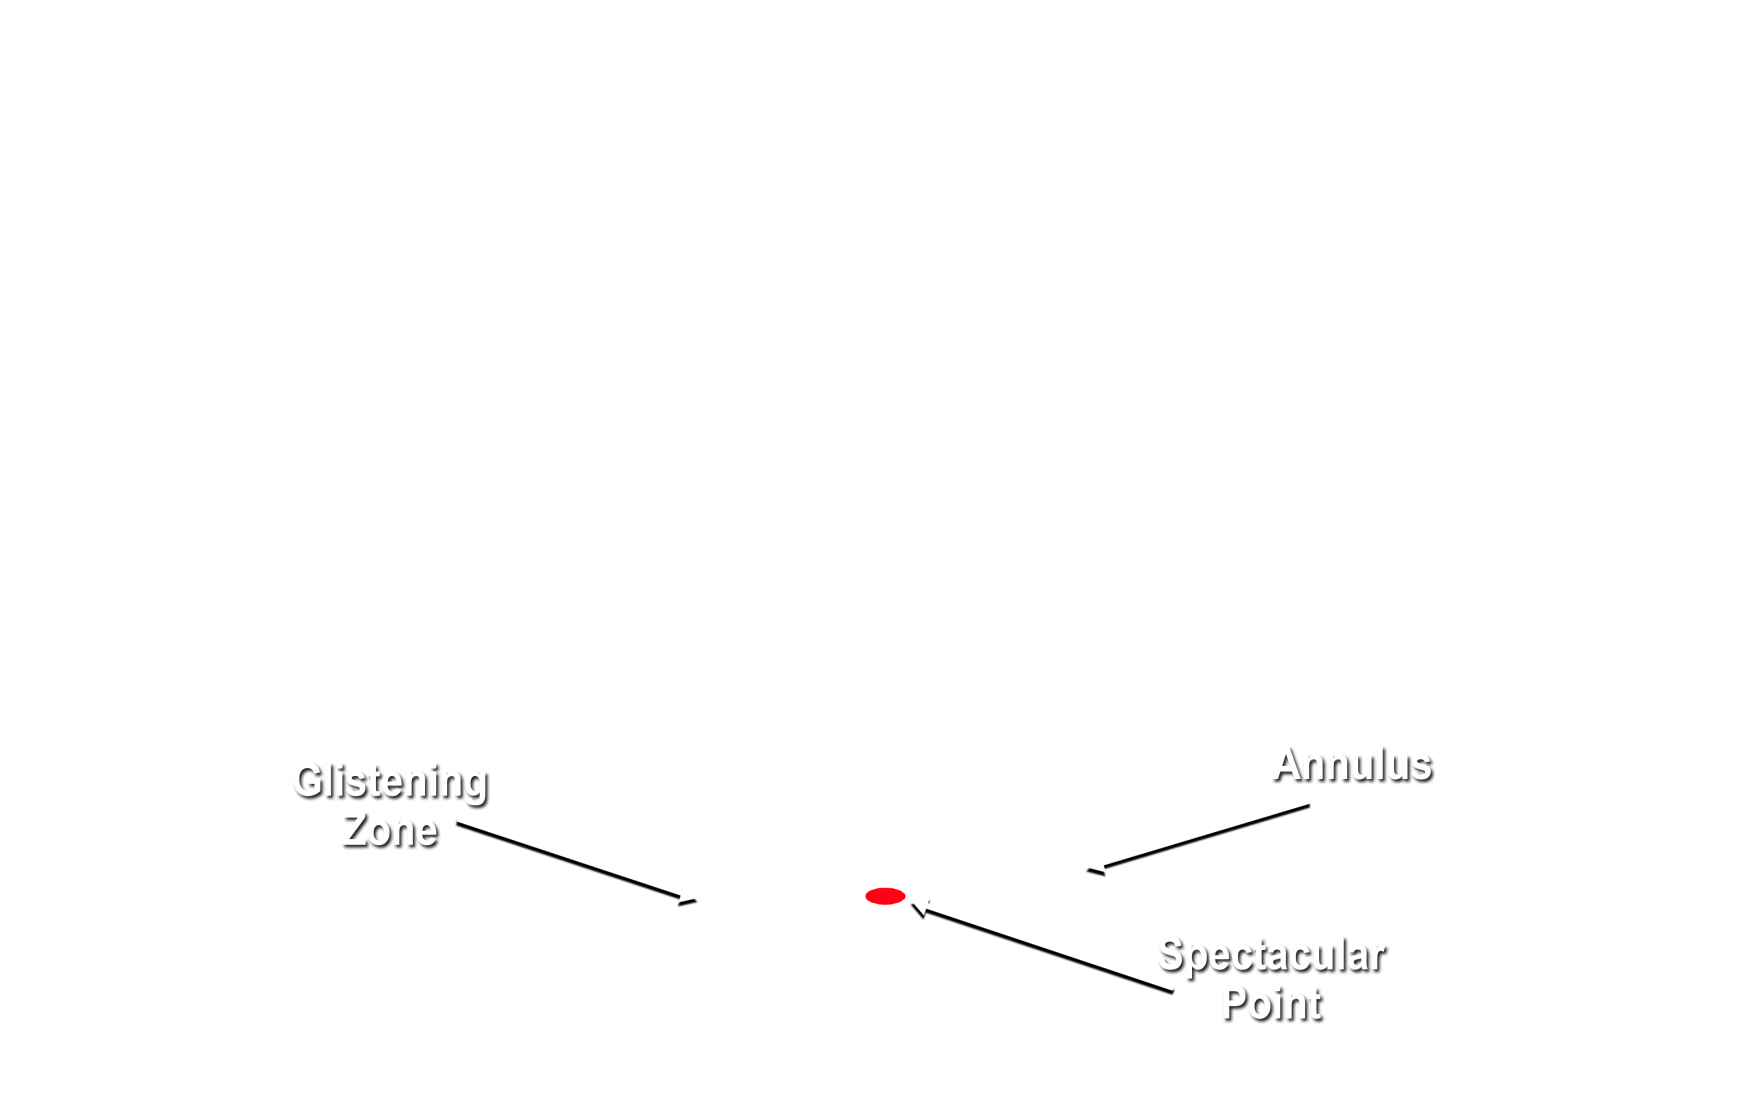 Glistening
Zone
Annulus
Spectacular
Point